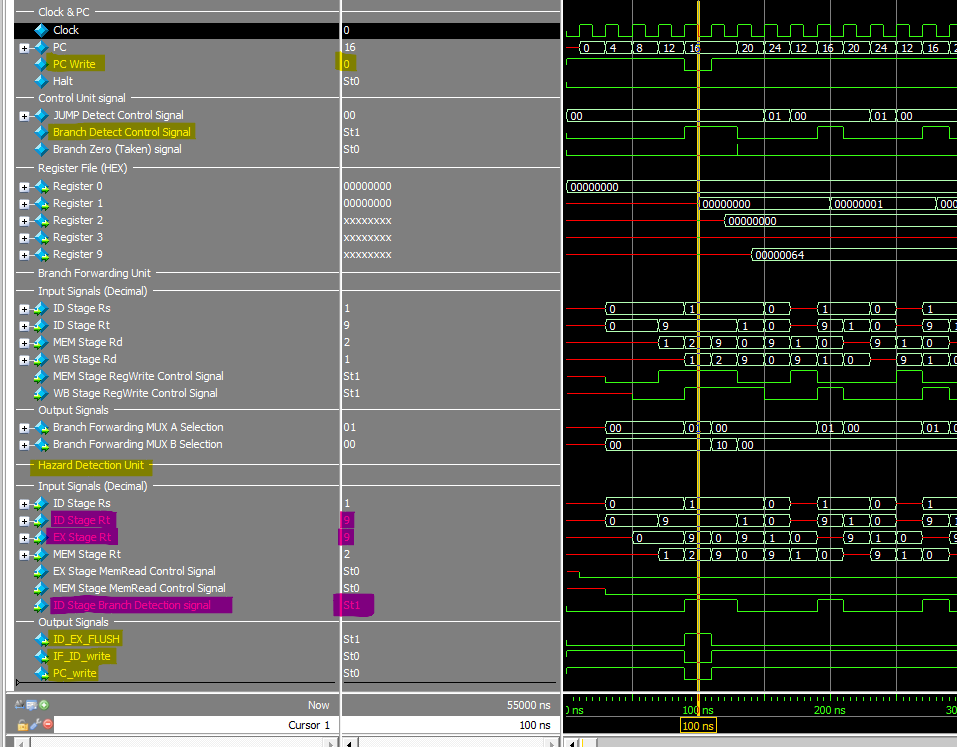 Clock & PC
Clock 0
PC 16 0 4 8 12 16 20 24 12 16 20 24 12 16 2
PC Write 0
Halt St0
Control Unit signal
JUMP Detect Control Signal 00 00 01 00 01 00
Branch Detect Control Signal St1
Branch Zero (Taken) signal St0
Register File (HEX)
Register 0 00000000 00000000
Register 1 00000000 00000000 00000001 000
Register 2 xxxxxxxx 00000000
Register 3 xxxxxxxx
Register 9 xxxxxxxx 00000064
Branch Forwarding Unit
Input Signals (Decimal)
ID Stage Rs 1 0 1 0 1 0 1
ID Stage Rt 9 0 9 1 0 9 1 0 9 1
MEM Stage Rd 2 1 2 9 0 9 1 0 9 1 0
WB Stage Rd 1 1 2 9 0 9 1 0 9 1 0
MEM Stage RegWrite Control Signal St1
WB Stage RegWrite Control Signal St1
Output Signals
Branch Forwarding MUX A Selection 01 00 01 00 01 00 01 0
Branch Forwarding MUX B Selection 00 00 10 00
Hazard Detection Unit
Input Signals (Decimal)
ID Stage Rs 1 0 1 0 1 0 1
ID Stage Rt 9 0 9 1 0 9 1 0 9 1
EX Stage Rt 9 0 9 0 9 1 0 9 1 0 9
MEM Stage Rt 2 1 2 9 0 9 1 0 9 1 0
EX Stage MemRead Control Signal St0
MEM Stage MemRead Control Signal St0
ID Stage Branch Detection signal St1
Output Signals
ID_EX_FLUSH St1
IF_ID_write St0
PC_write St0
Now 55000 ns 0 ns 100 ns 200 ns 30
Cursor 1 100 ns 100 ns